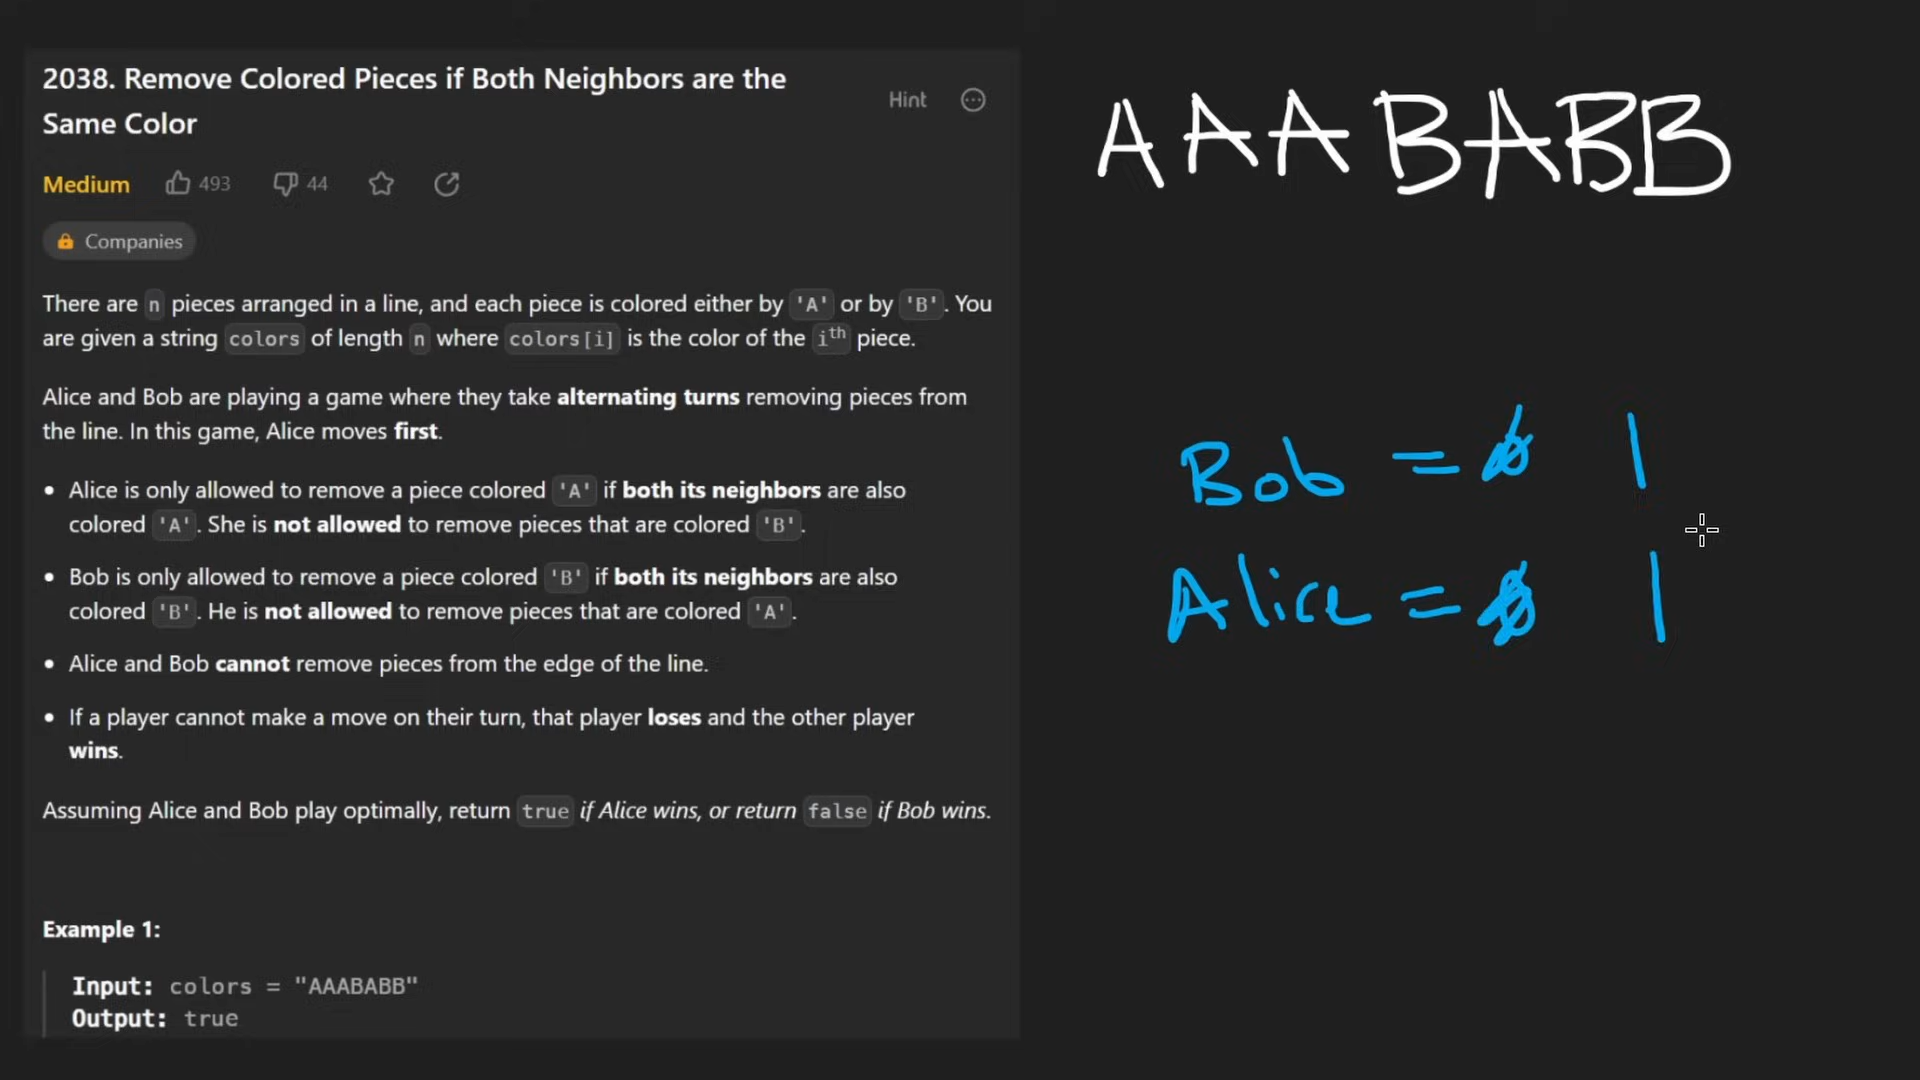 2038. Remove Colored Pieces if Both Neighbors are the
Same Color
Hint
Medium 493 44
Companies
There are n pieces arranged in a line, and each piece is colored either by 'A' or by 'B'. You
are given a string colors of length n where colors[i] is the color of the ith piece.
Alice and Bob are playing a game where they take alternating turns removing pieces from
the line. In this game, Alice moves first.
• Alice is only allowed to remove a piece colored 'A' if both its neighbors are also
colored 'A'. She is not allowed to remove pieces that are colored 'B'.
• Bob is only allowed to remove a piece colored 'B' if both its neighbors are also
colored 'B'. He is not allowed to remove pieces that are colored 'A'.
• Alice and Bob cannot remove pieces from the edge of the line.
• If a player cannot make a move on their turn, that player loses and the other player
wins.
Assuming Alice and Bob play optimally, return true if Alice wins, or return false if Bob wins.
Example 1:
Input: colors = "AAABABB"
Output: true
AAABABB
Bob = 0 1
Alice = 0 1